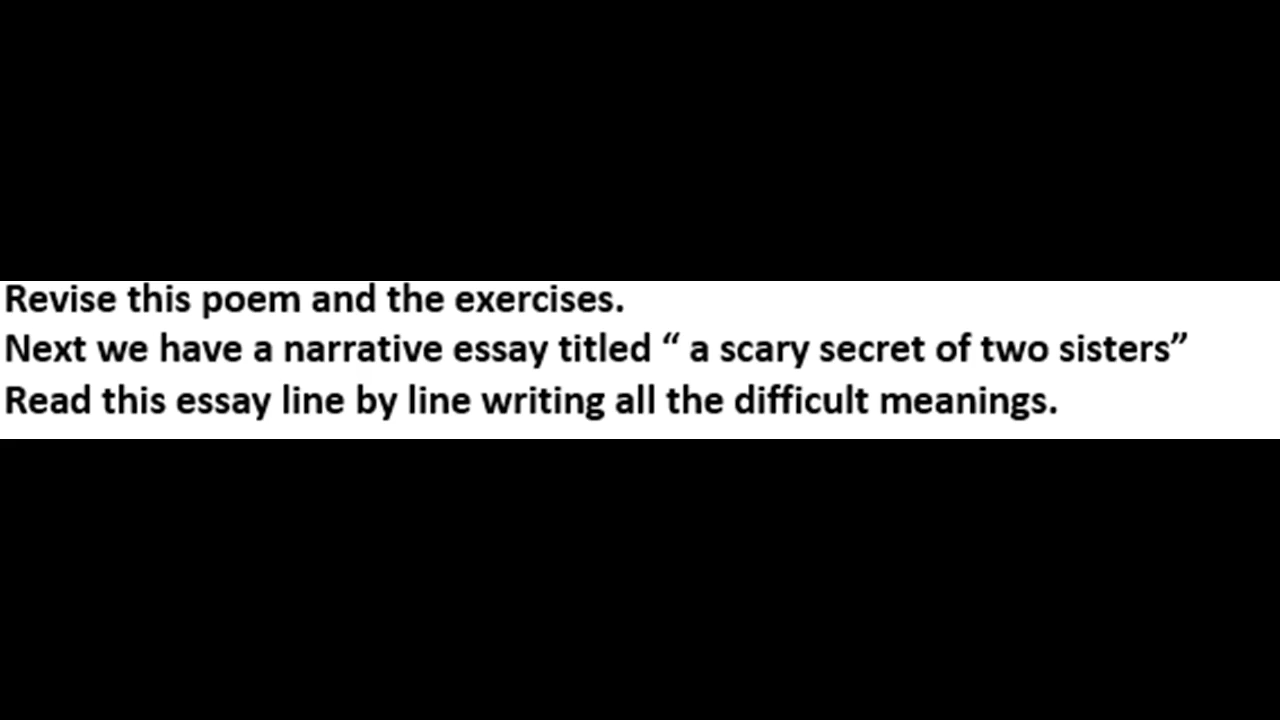 Revise this poem and the exercises.
Next we have a narrative essay titled “ a scary secret of two sisters”
Read this essay line by line writing all the difficult meanings.